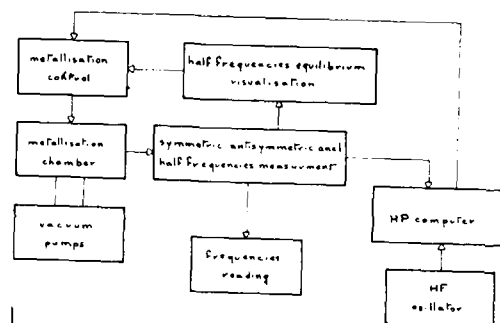 metallisation
control
half frequencies equilibrium
visualisation
metallisation
chamber
symmetric antisymmetric and
half frequencies measurment
vacuum
pumps
frequencies
reading
HP computer
HF
oscillator